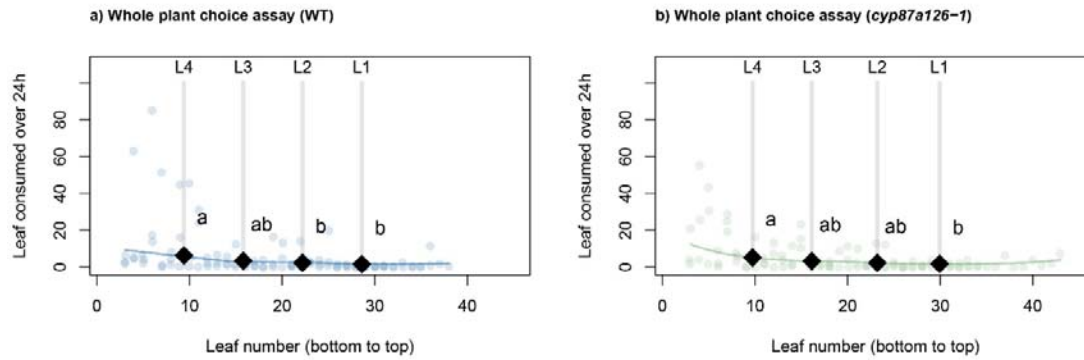 a) Whole plant choice assay (WT)
L4 L3 L2 L1
Leaf consumed over 24h
80
60
40
20
0
a ab b b
0 10 20 30 40
Leaf number (bottom to top)
b) Whole plant choice assay (cyp87a126−1)
L4 L3 L2 L1
Leaf consumed over 24h
80
60
40
20
0
a ab ab b
0 10 20 30 40
Leaf number (bottom to top)